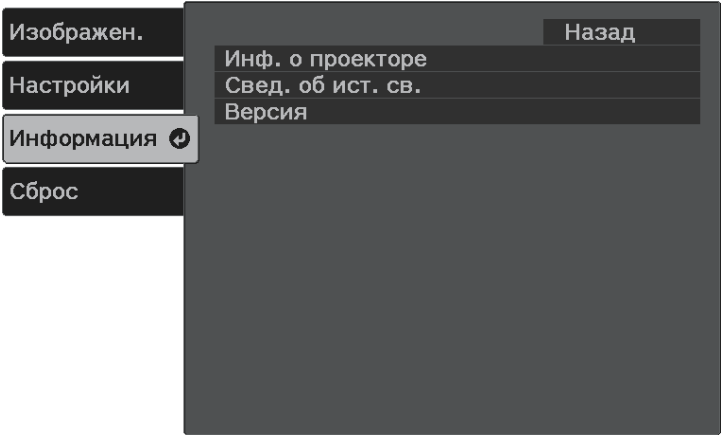 Изображен.
Настройки
Информация
Сброс
Назад
Инф. о проекторе
Свед. об ист. св.
Версия